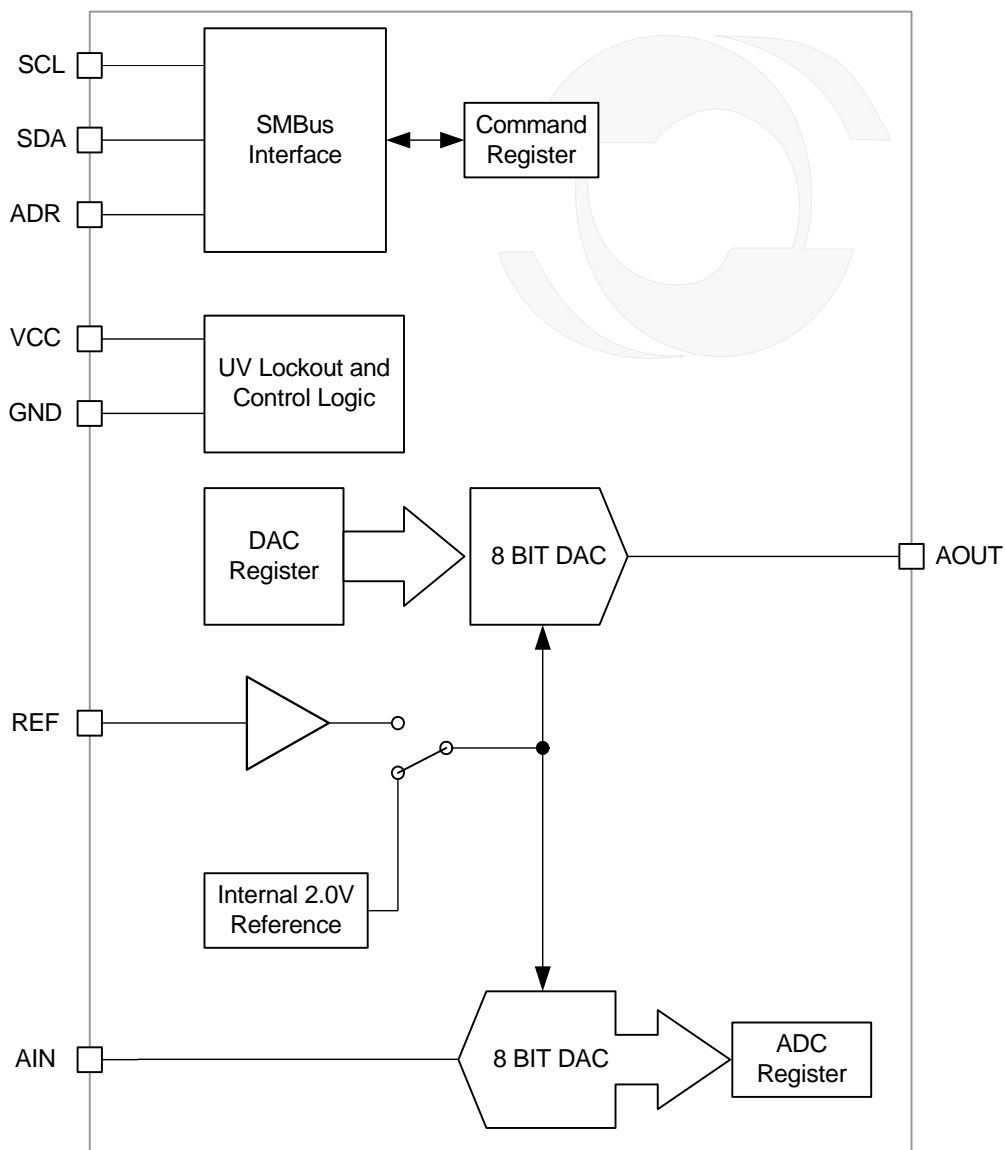 SCL
SDA
ADR
SMBus
Interface
Command
Register
VCC
GND
UV Lockout and
Control Logic
DAC
Register
8 BIT DAC
AOUT
REF
Internal 2.0V
Reference
AIN
8 BIT DAC
ADC
Register